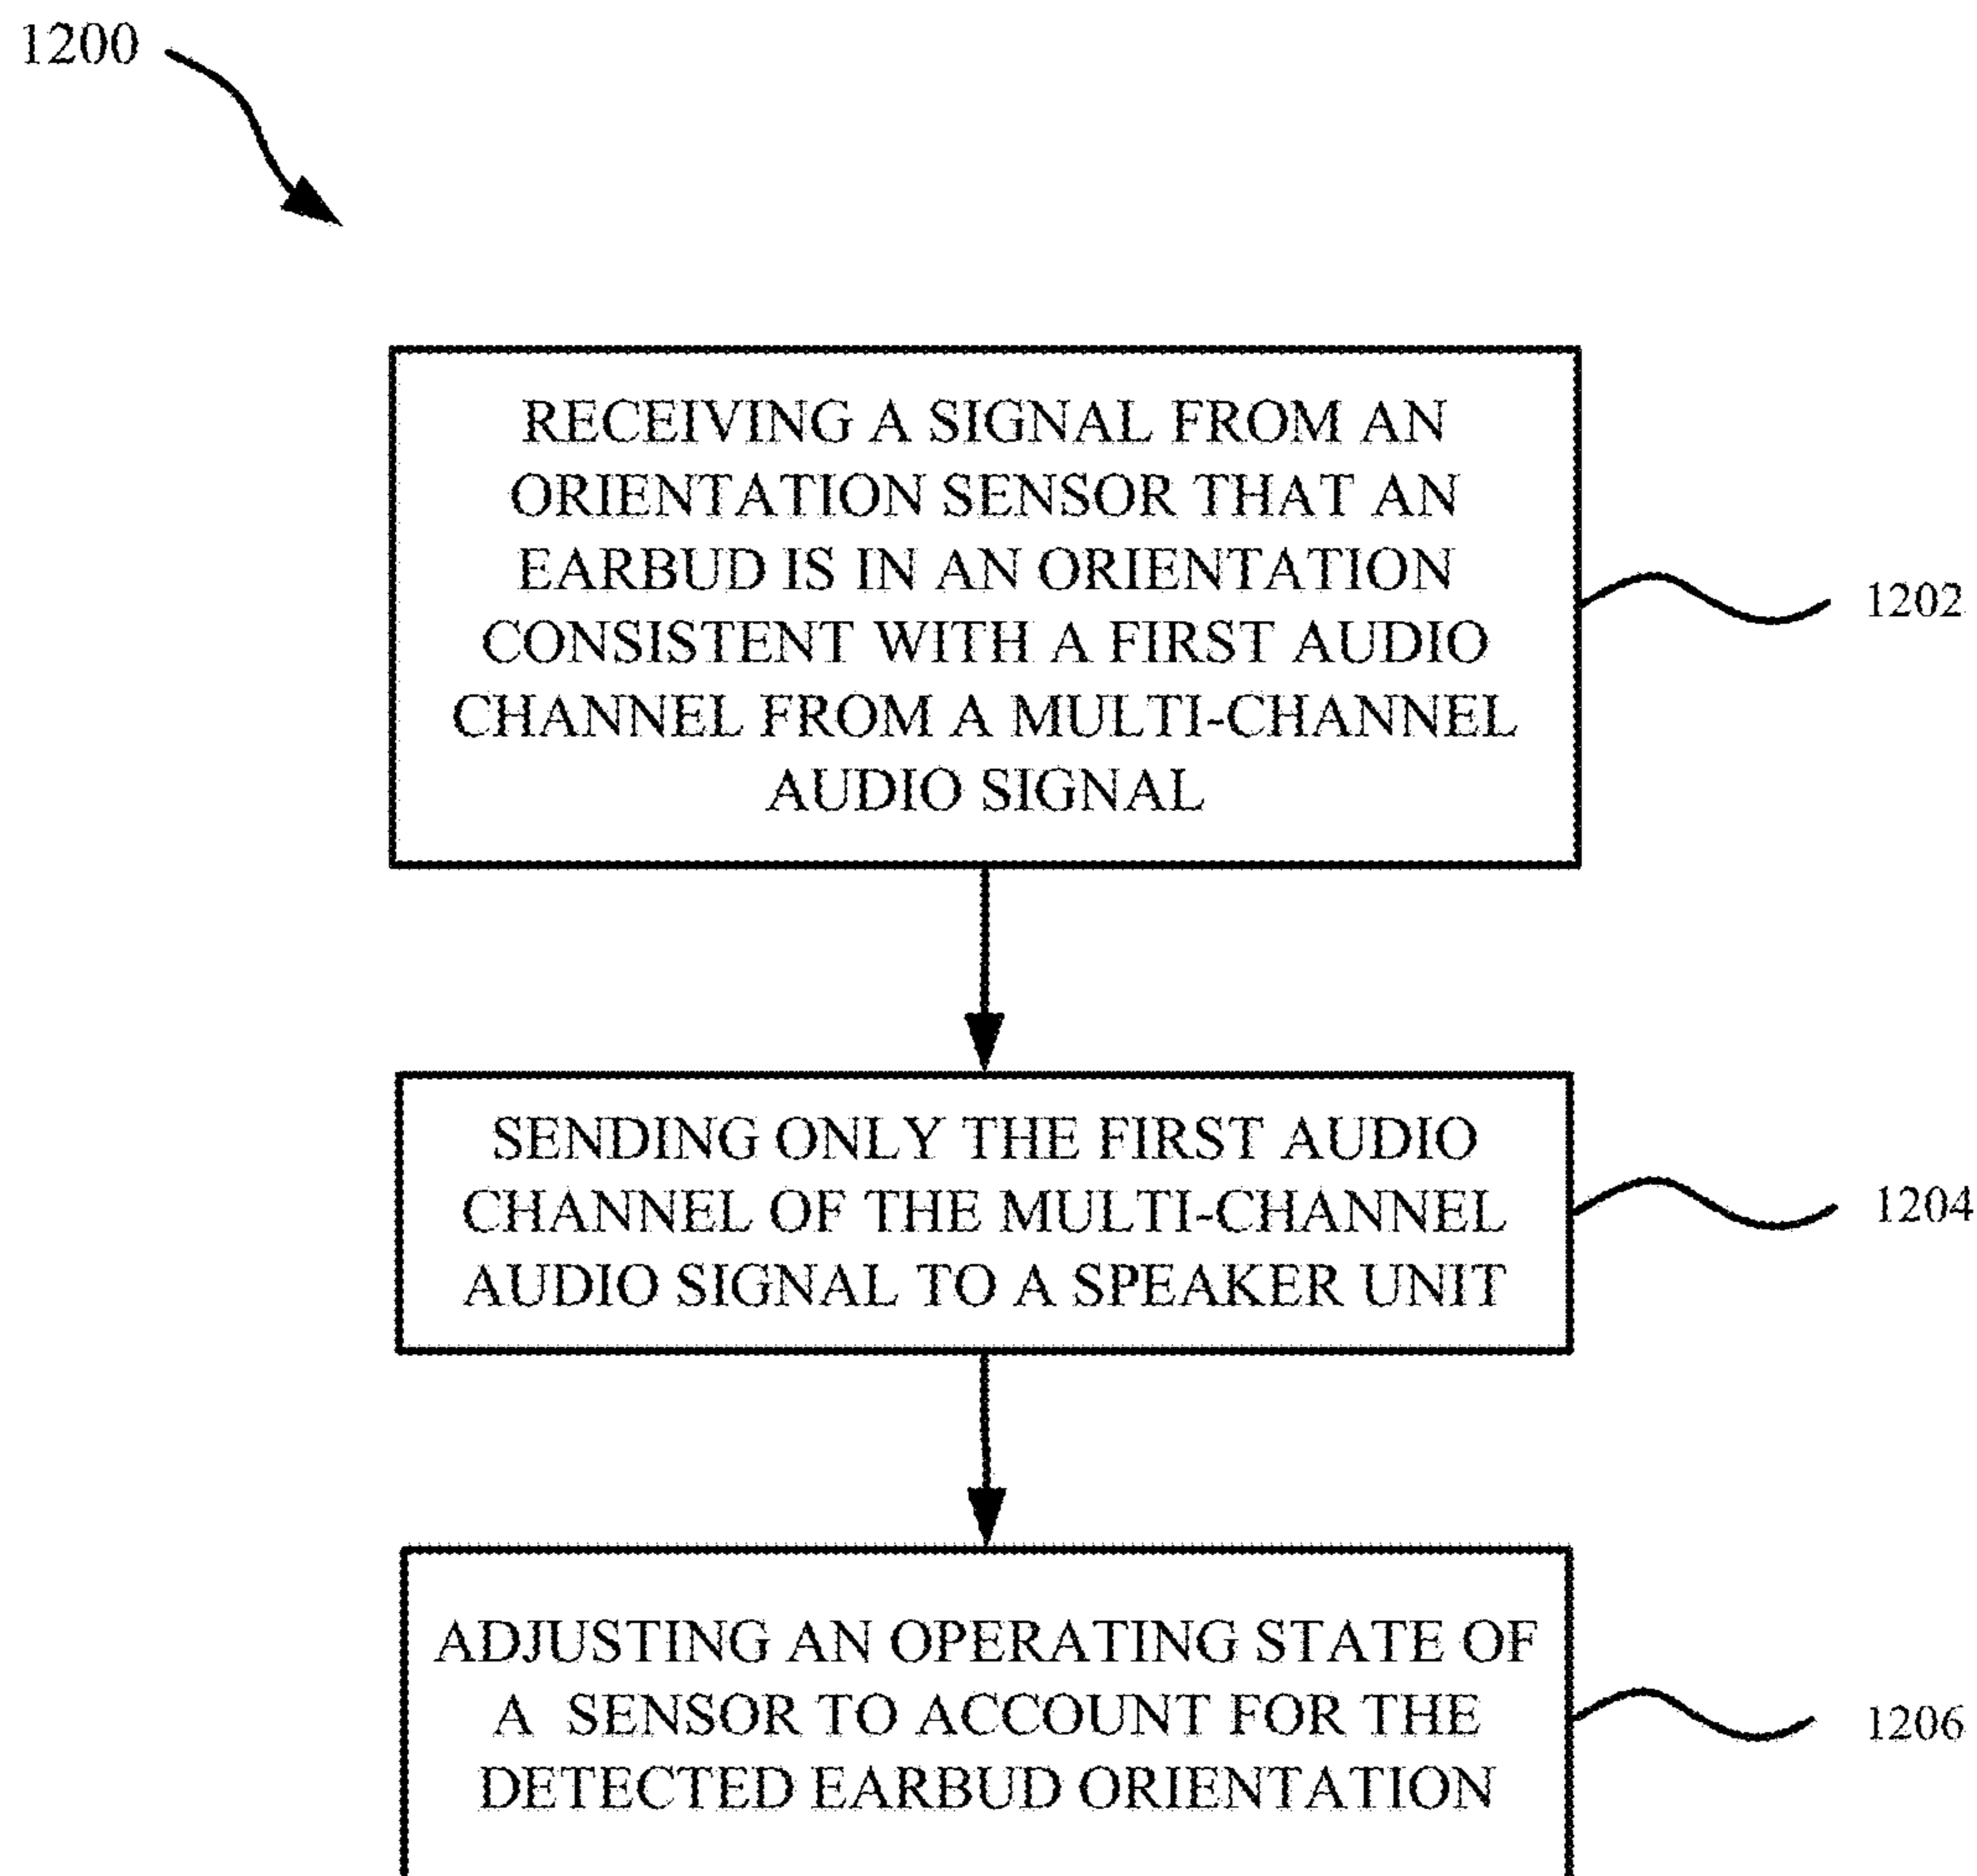 1200
RECEIVING A SIGNAL FROM AN
ORIENTATION SENSOR THAT AN
EARBUD IS IN AN ORIENTATION
CONSISTENT WITH A FIRST AUDIO
CHANNEL FROM A MULTI-CHANNEL
AUDIO SIGNAL
1202
SENDING ONLY THE FIRST AUDIO
CHANNEL OF THE MULTI-CHANNEL
AUDIO SIGNAL TO A SPEAKER UNIT
1204
ADJUSTING AN OPERATING STATE OF
A SENSOR TO ACCOUNT FOR THE
DETECTED EARBUD ORIENTATION
1206